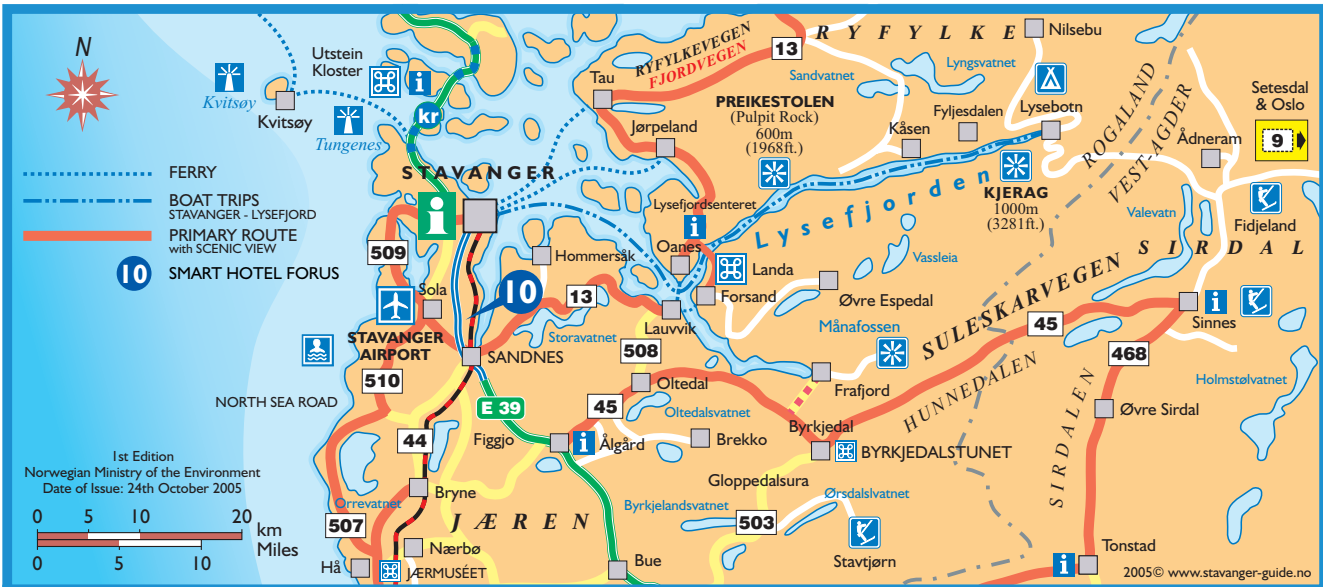 N
Utstein
Kloster
Kvitsøy
Kvitsøy
Tungenes
kr
FERRY
BOAT TRIPS
STAVANGER - LYSEFJORD
PRIMARY ROUTE
with SCENIC VIEW
10 SMART HOTEL FORUS
STAVANGER
Tau
Jørpeland
RYFYLKEVEGEN
FJORDVEGEN
13
RYFYLKE
Nilsebu
Sandvatnet
Lyngsvatnet
PREIKESTOLEN
(Pulpit Rock)
600m
(1968ft.)
Kåsen
Fyljesdalen
Lysebotn
ROGALAND
VEST-AGDER
Setesdal
& Oslo
9
Ådneram
Lysefjordsenteret
Lysefjorden
KJERAG
1000m
(3281ft.)
Valevatn
Fidjeland
SIRDAL
509
Hommersåk
Oanes
Landa
Forsand
Vassleia
Øvre Espedal
Sola
10
13
Lauvvik
Månafossen
SULESKARVEGEN
45
Sinnes
STAVANGER
AIRPORT
SANDNES
Storavatnet
508
468
510
Oltedal
Frafjord
HUNNEDALEN
Holmstølvatnet
NORTH SEA ROAD
E 39
45
Oltedalsvatnet
Byrkjedal
SIRDALEN
Øvre Sirdal
44
Figgjo
Ålgård
Brekko
BYRKJEDALSTUNET
1st Edition
Norwegian Ministry of the Environment
Date of Issue: 24th October 2005
Gloppedalsura
Bryne
Orrevatnet
JÆREN
Byrkjelandsvatnet
Ørsdalsvatnet
0 5 10 20 km
Miles
0 5 10
507
503
Nærbø
Stavtjørn
Tonstad
Hå
JÆRMUSÉET
Bue
2005© www.stavanger-guide.no